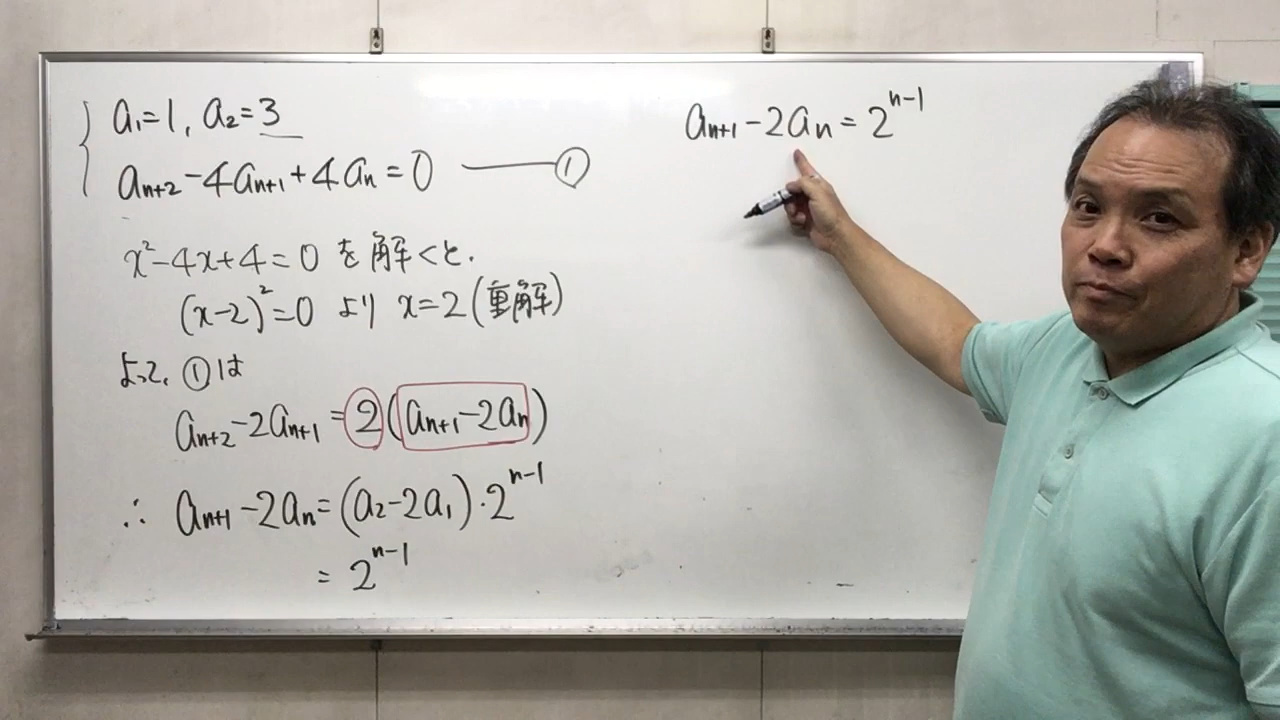 a₁=1, a₂=3
aₙ₊₂-4aₙ₊₁+4aₙ=0 ――― ①
x²-4x+4=0 を解くと,
(x-2)²=0 より x=2(重解)
よって, ①は
aₙ₊₂-2aₙ₊₁=2(aₙ₊₁-2aₙ)
∴ aₙ₊₁-2aₙ=(a₂-2a₁)·2ⁿ⁻¹
= 2ⁿ⁻¹
aₙ₊₁-2aₙ=2ⁿ⁻¹